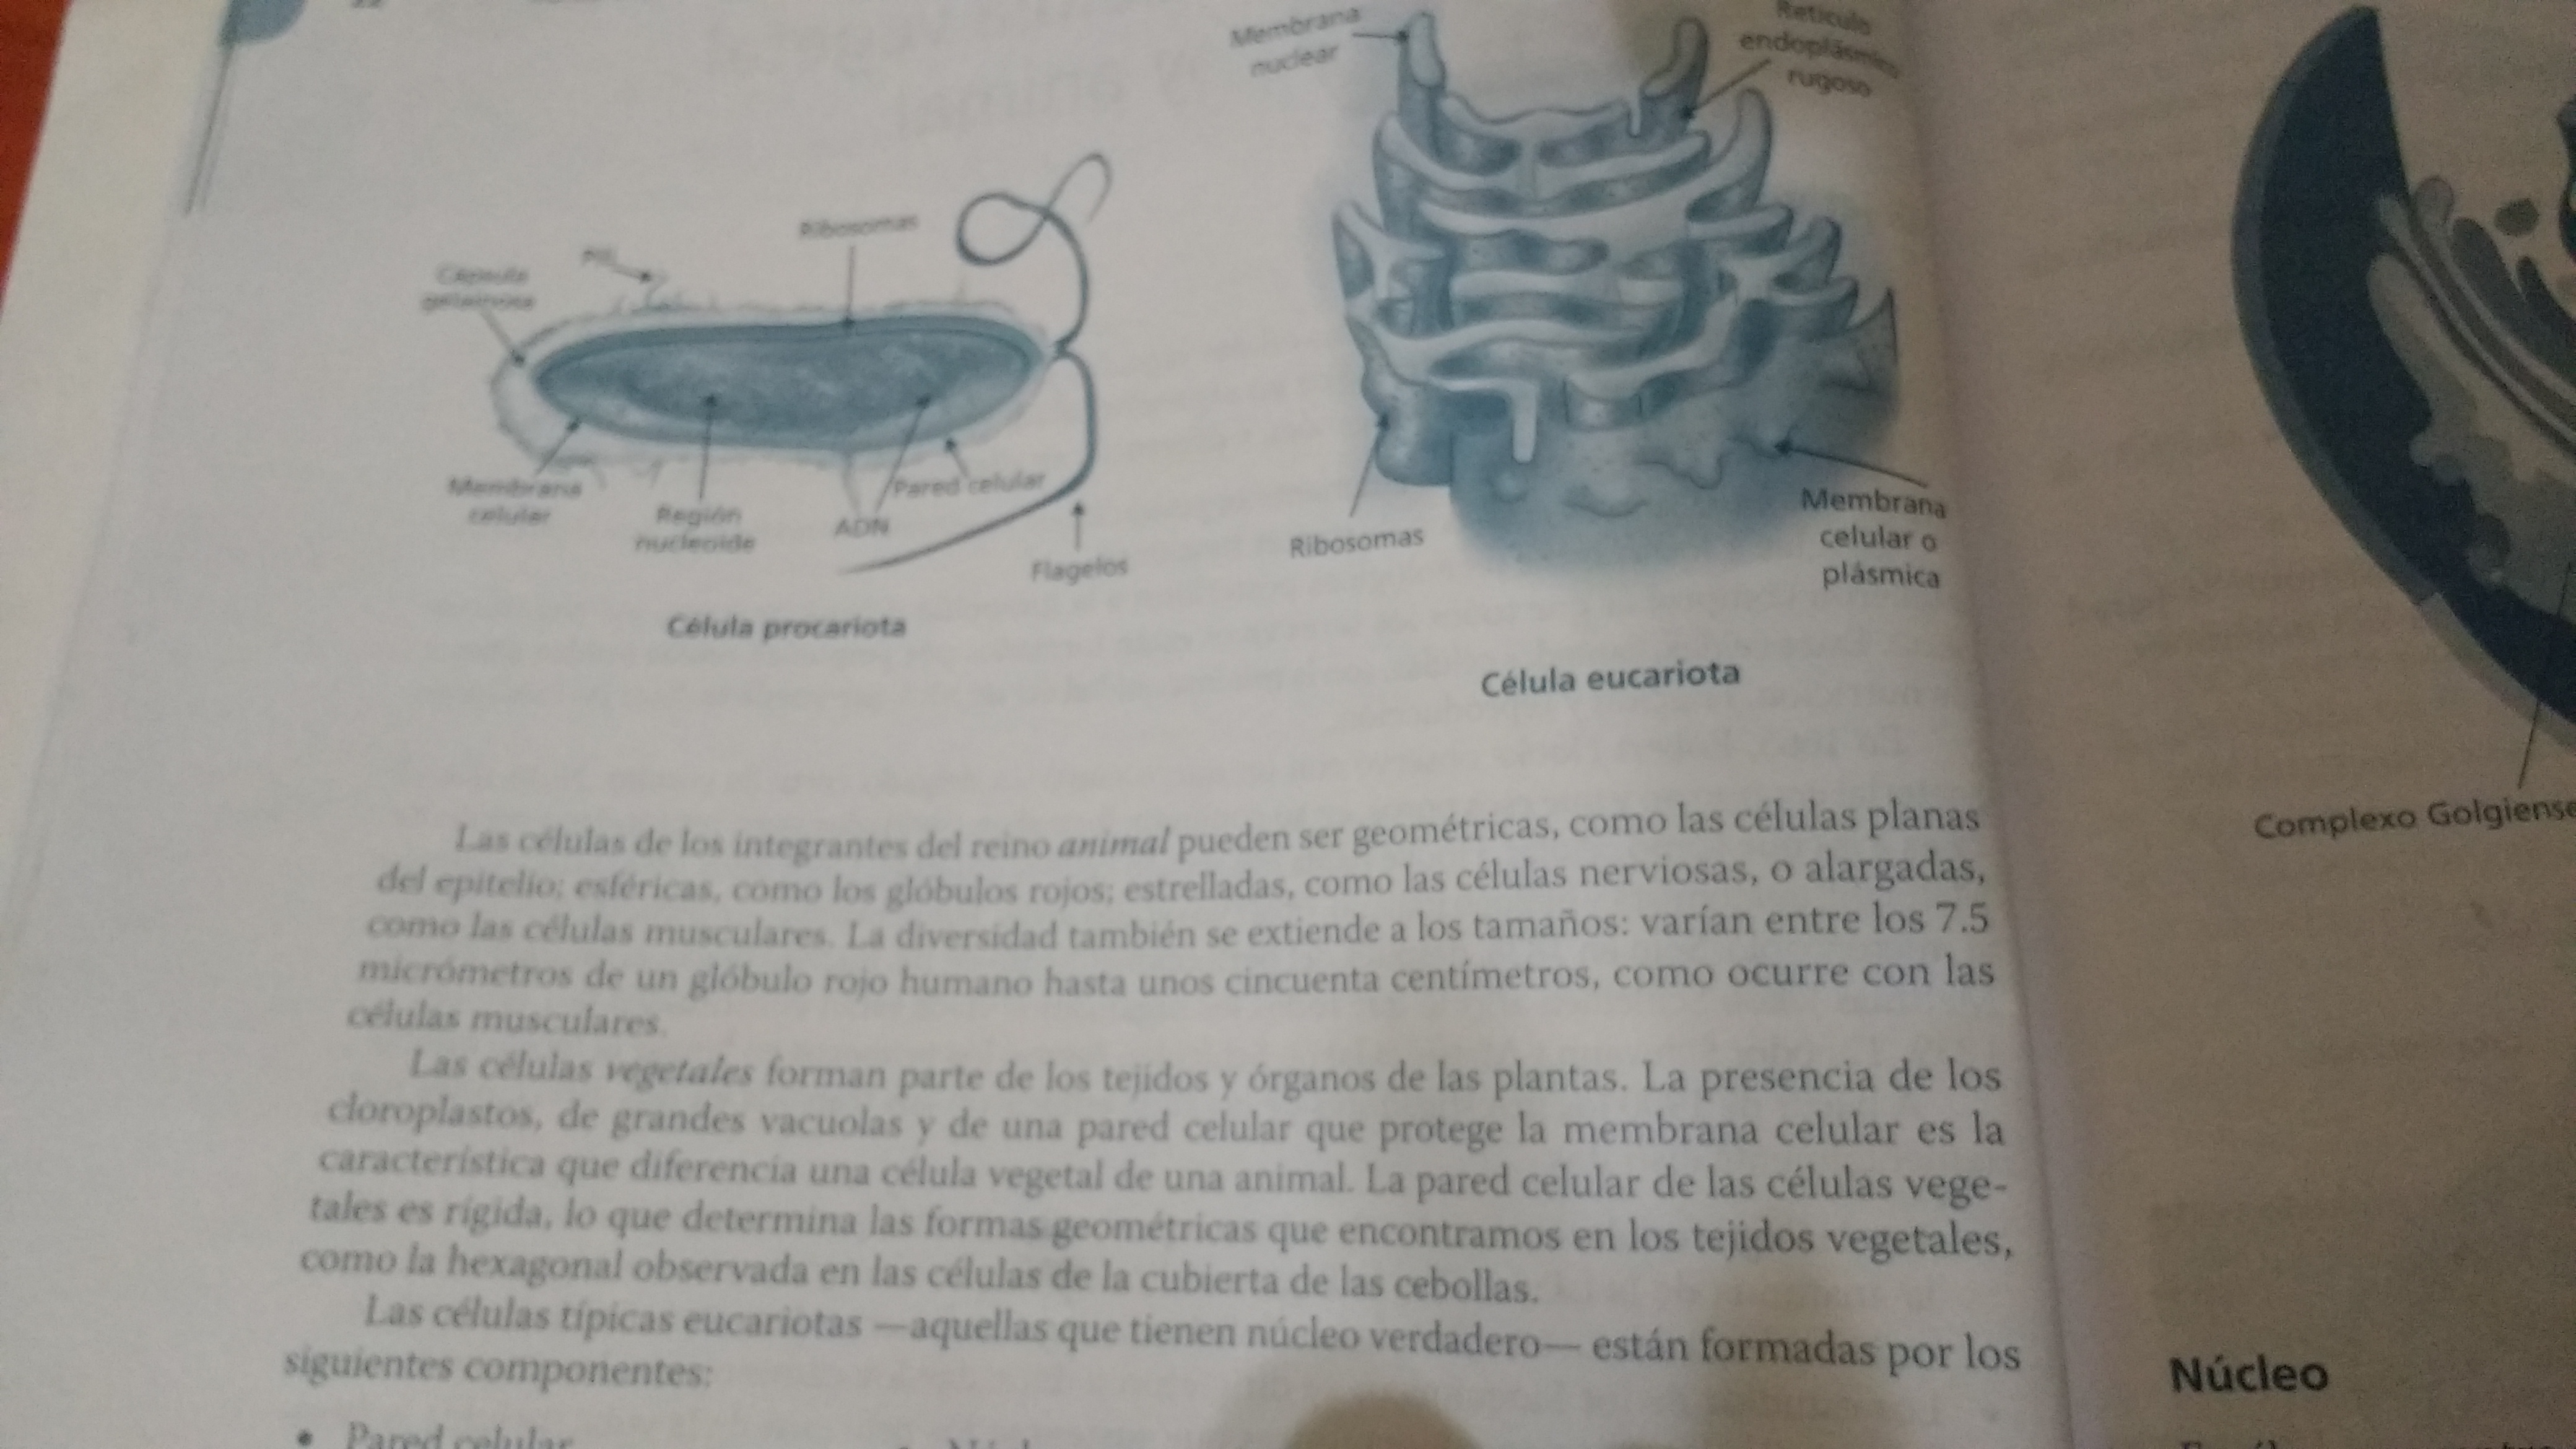 Membrana
nuclear
Retículo
endoplásmico
rugoso
Ribosomas
Pili
Cápsula
gelatinosa
Membrana
celular
Región
nucleoide
ADN
Pared celular
Flagelos
Célula procariota
Ribosomas
Membrana
celular o
plásmica
Célula eucariota
Las células de los integrantes del reino animal pueden ser geométricas, como las células planas
del epitelio; esféricas, como los glóbulos rojos; estrelladas, como las células nerviosas, o alargadas,
como las células musculares. La diversidad también se extiende a los tamaños: varían entre los 7.5
micrómetros de un glóbulo rojo humano hasta unos cincuenta centímetros, como ocurre con las
células musculares.
Las células vegetales forman parte de los tejidos y órganos de las plantas. La presencia de los
cloroplastos, de grandes vacuolas y de una pared celular que protege la membrana celular es la
característica que diferencia una célula vegetal de una animal. La pared celular de las células vege-
tales es rígida, lo que determina las formas geométricas que encontramos en los tejidos vegetales,
como la hexagonal observada en las células de la cubierta de las cebollas.
Las células típicas eucariotas —aquellas que tienen núcleo verdadero— están formadas por los
siguientes componentes:
• Pared celular
Complexo Golgiense
Núcleo